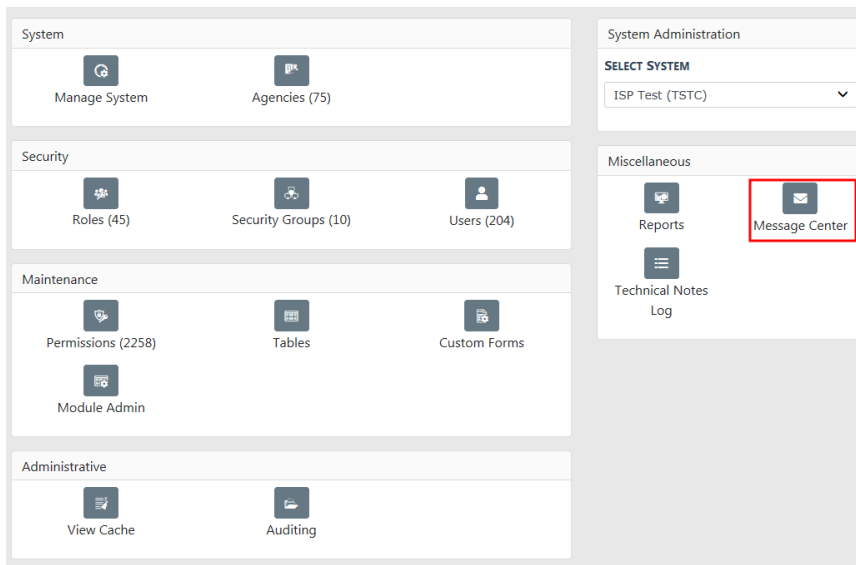 System
Manage System
Agencies (75)
Security
Roles (45)
Security Groups (10)
Users (204)
Maintenance
Permissions (2258)
Tables
Custom Forms
Module Admin
Administrative
View Cache
Auditing
System Administration
SELECT SYSTEM
ISP Test (TSTC)
Miscellaneous
Reports
Message Center
Technical Notes
Log